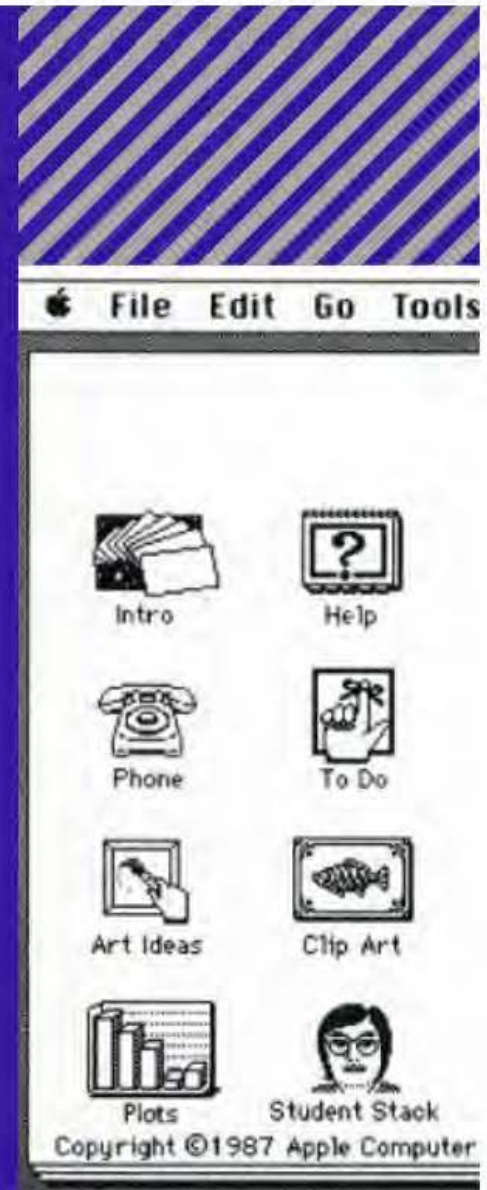 File Edit Go Tools
Intro Help
?
Phone To Do
Art Ideas Clip Art
Plots Student Stack
Copyright ©1987 Apple Computer